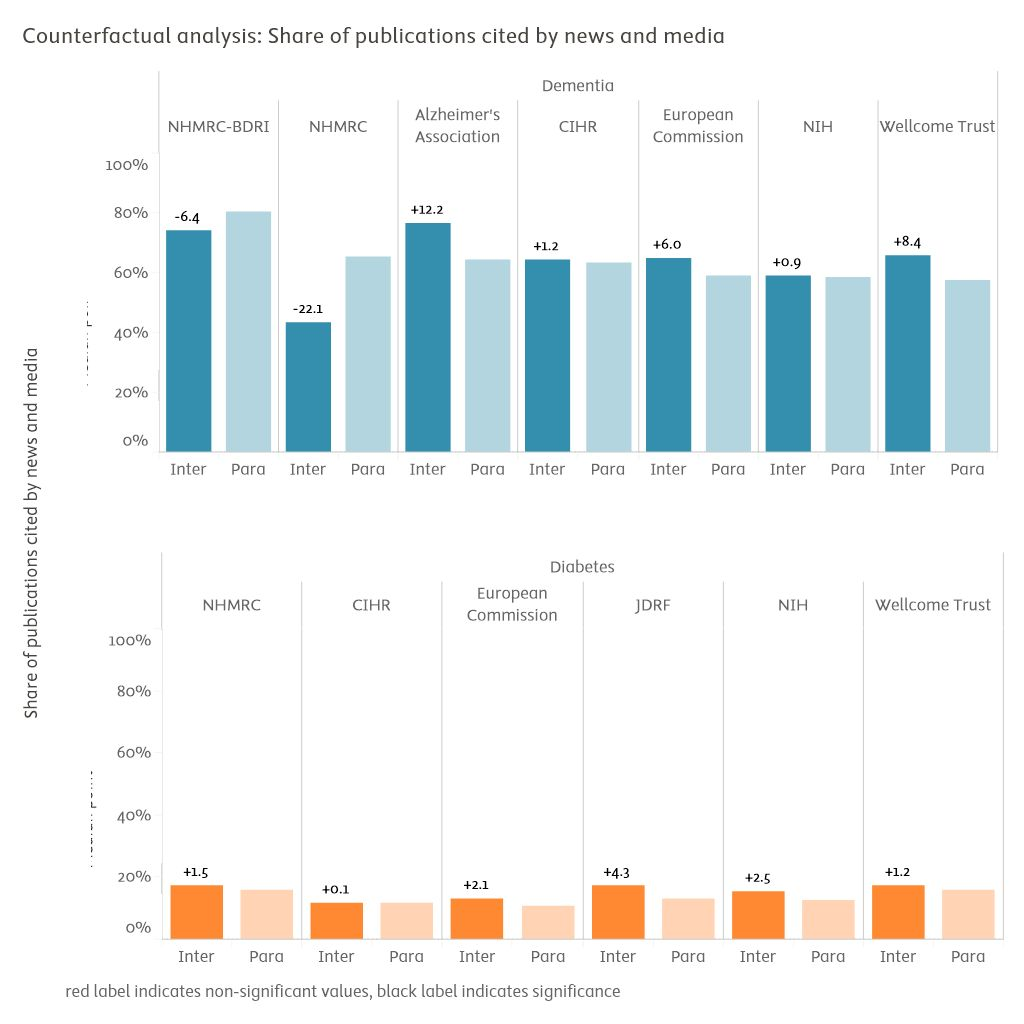 Counterfactual analysis: Share of publications cited by news and media
Dementia
NHMRC-BDRI
NHMRC
Alzheimer's
Association
CIHR
European
Commission
NIH
Wellcome Trust
100%
80%
60%
40%
20%
0%
-6.4
-22.1
+12.2
+1.2
+6.0
+0.9
+8.4
Inter Para Inter Para Inter Para Inter Para Inter Para Inter Para Inter Para
Share of publications cited by news and media
Diabetes
NHMRC
CIHR
European
Commission
JDRF
NIH
Wellcome Trust
100%
80%
60%
40%
20%
0%
+1.5
+0.1
+2.1
+4.3
+2.5
+1.2
Inter Para Inter Para Inter Para Inter Para Inter Para Inter Para
red label indicates non-significant values, black label indicates significance